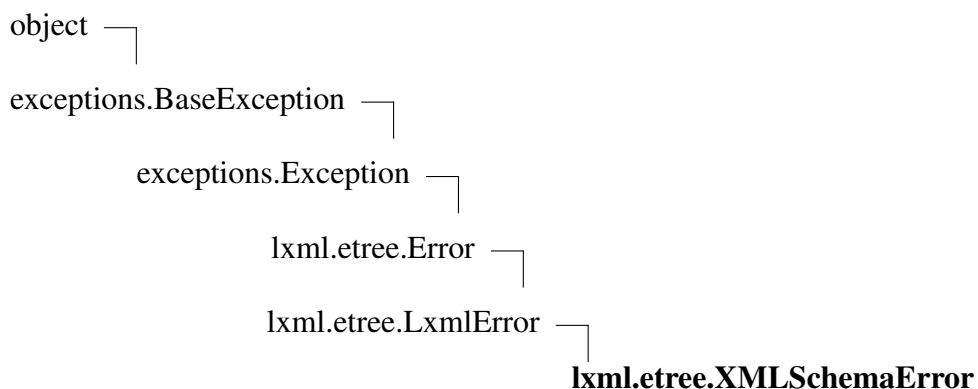 object
exceptions.BaseException
exceptions.Exception
lxml.etree.Error
lxml.etree.LxmlError
lxml.etree.XMLSchemaError